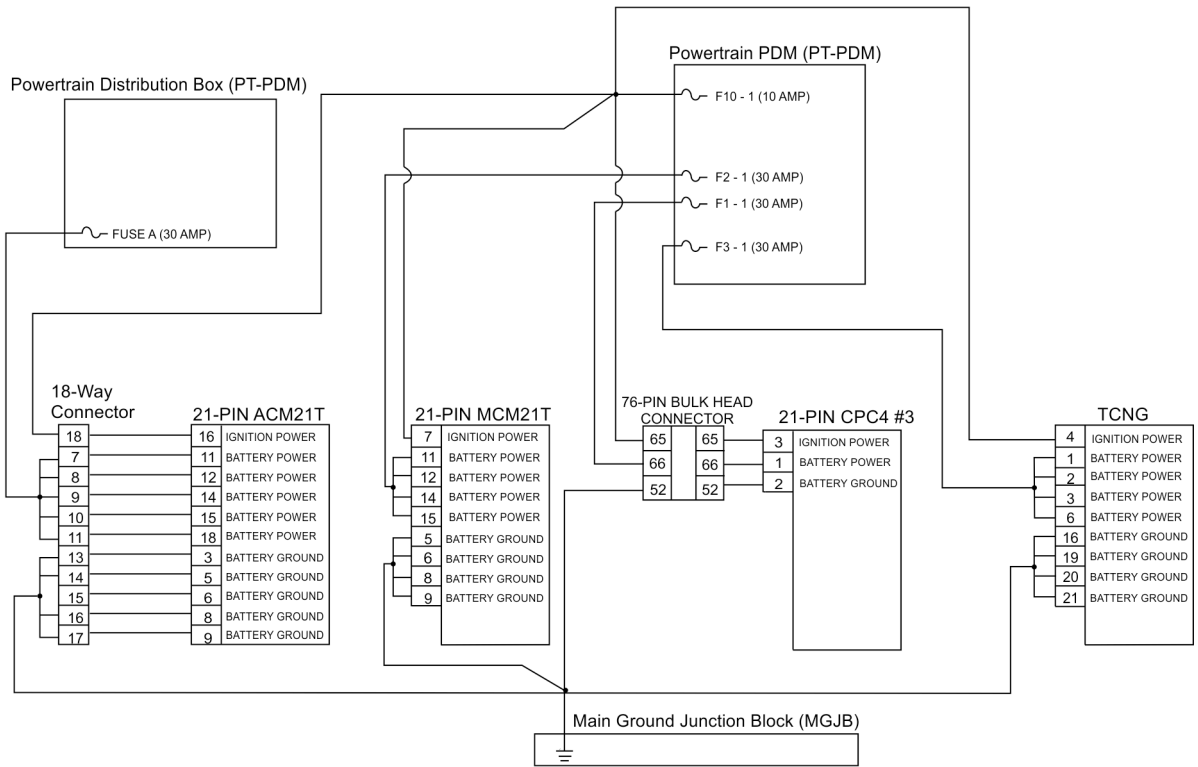 Powertrain PDM (PT-PDM)
Powertrain Distribution Box (PT-PDM)
F10 - 1 (10 AMP)
F2 - 1 (30 AMP)
F1 - 1 (30 AMP)
FUSE A (30 AMP)
F3 - 1 (30 AMP)
18-Way
Connector
21-PIN ACM21T
18 16 IGNITION POWER
7 11 BATTERY POWER
8 12 BATTERY POWER
9 14 BATTERY POWER
10 15 BATTERY POWER
11 18 BATTERY POWER
13 3 BATTERY GROUND
14 5 BATTERY GROUND
15 6 BATTERY GROUND
16 8 BATTERY GROUND
17 9 BATTERY GROUND
21-PIN MCM21T
7 IGNITION POWER
11 BATTERY POWER
12 BATTERY POWER
14 BATTERY POWER
15 BATTERY POWER
5 BATTERY GROUND
6 BATTERY GROUND
8 BATTERY GROUND
9 BATTERY GROUND
76-PIN BULK HEAD
CONNECTOR
21-PIN CPC4 #3
65 65 3 IGNITION POWER
66 66 1 BATTERY POWER
52 52 2 BATTERY GROUND
TCNG
4 IGNITION POWER
1 BATTERY POWER
2 BATTERY POWER
3 BATTERY POWER
6 BATTERY POWER
16 BATTERY GROUND
19 BATTERY GROUND
20 BATTERY GROUND
21 BATTERY GROUND
Main Ground Junction Block (MGJB)